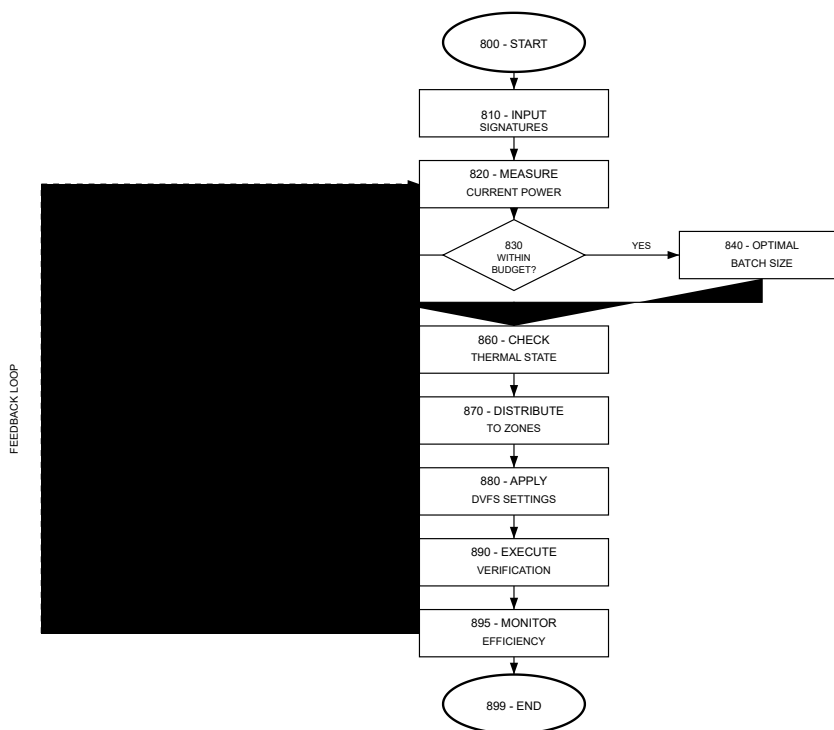 800 - START
810 - INPUT
SIGNATURES
820 - MEASURE
CURRENT POWER
830
WITHIN
BUDGET?
YES
840 - OPTIMAL
BATCH SIZE
860 - CHECK
THERMAL STATE
FEEDBACK LOOP
870 - DISTRIBUTE
TO ZONES
880 - APPLY
DVFS SETTINGS
890 - EXECUTE
VERIFICATION
895 - MONITOR
EFFICIENCY
899 - END